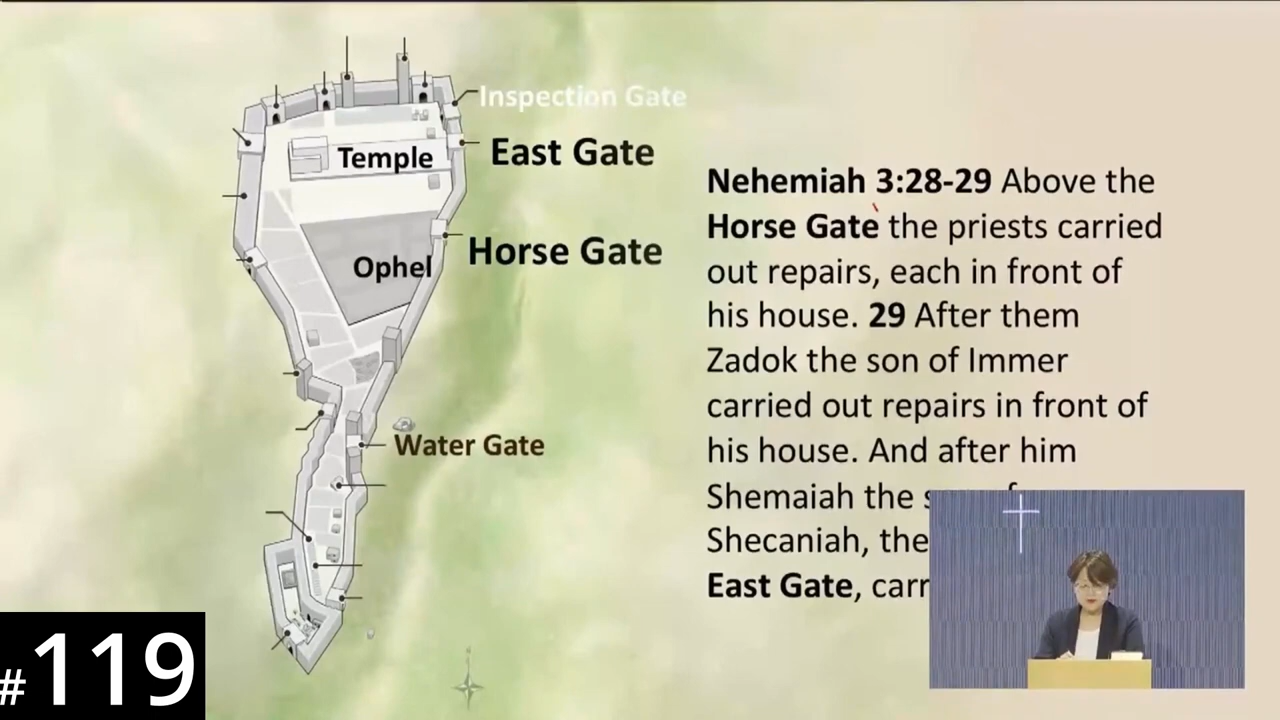 Inspection Gate
East Gate
Temple
Horse Gate
Ophel
Water Gate
Nehemiah 3:28-29 Above the
Horse Gate the priests carried
out repairs, each in front of
his house. 29 After them
Zadok the son of Immer
carried out repairs in front of
his house. And after him
Shemaiah the
Shecaniah, the
East Gate,
#119